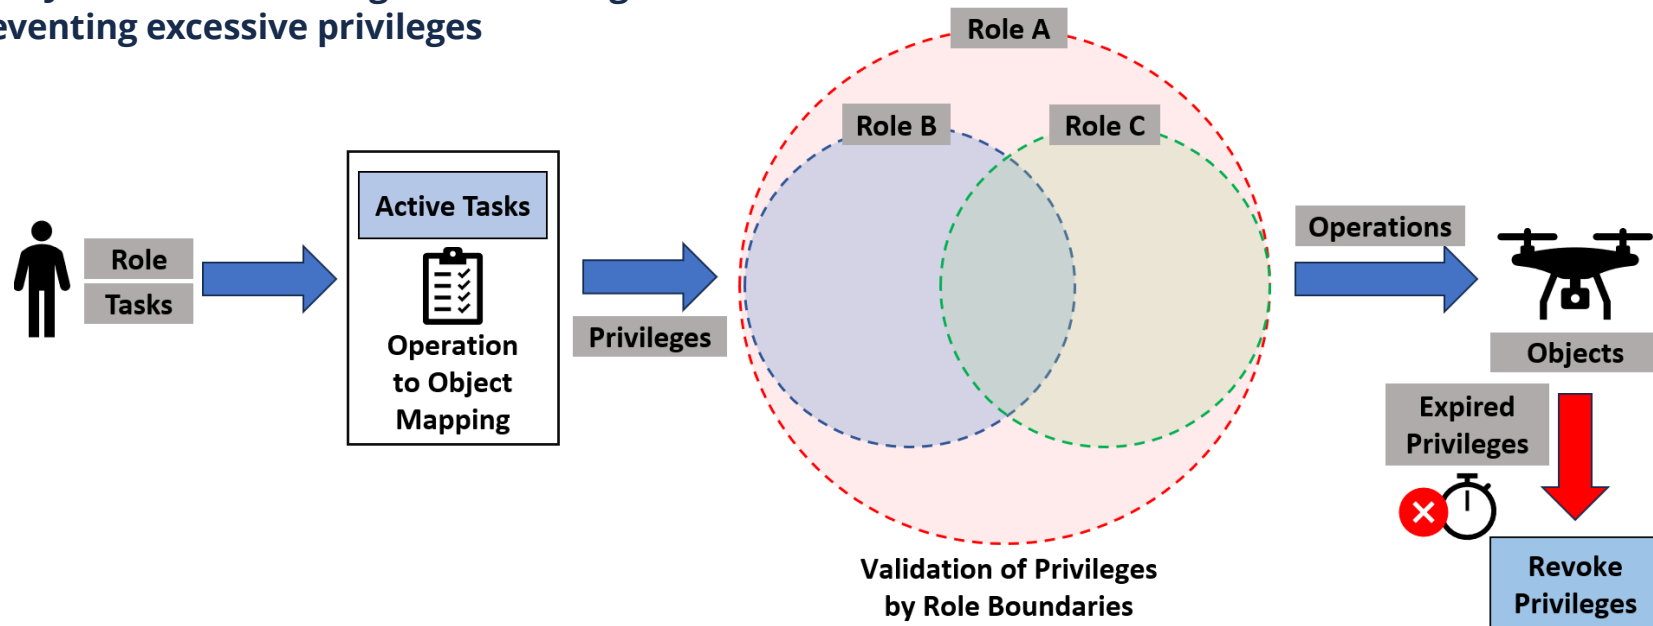 eventing excessive privileges
Role A
Role B
Role C
Active Tasks
Role
Tasks
Operation
to Object
Mapping
Privileges
Operations
Objects
Expired
Privileges
Validation of Privileges
by Role Boundaries
Revoke
Privileges